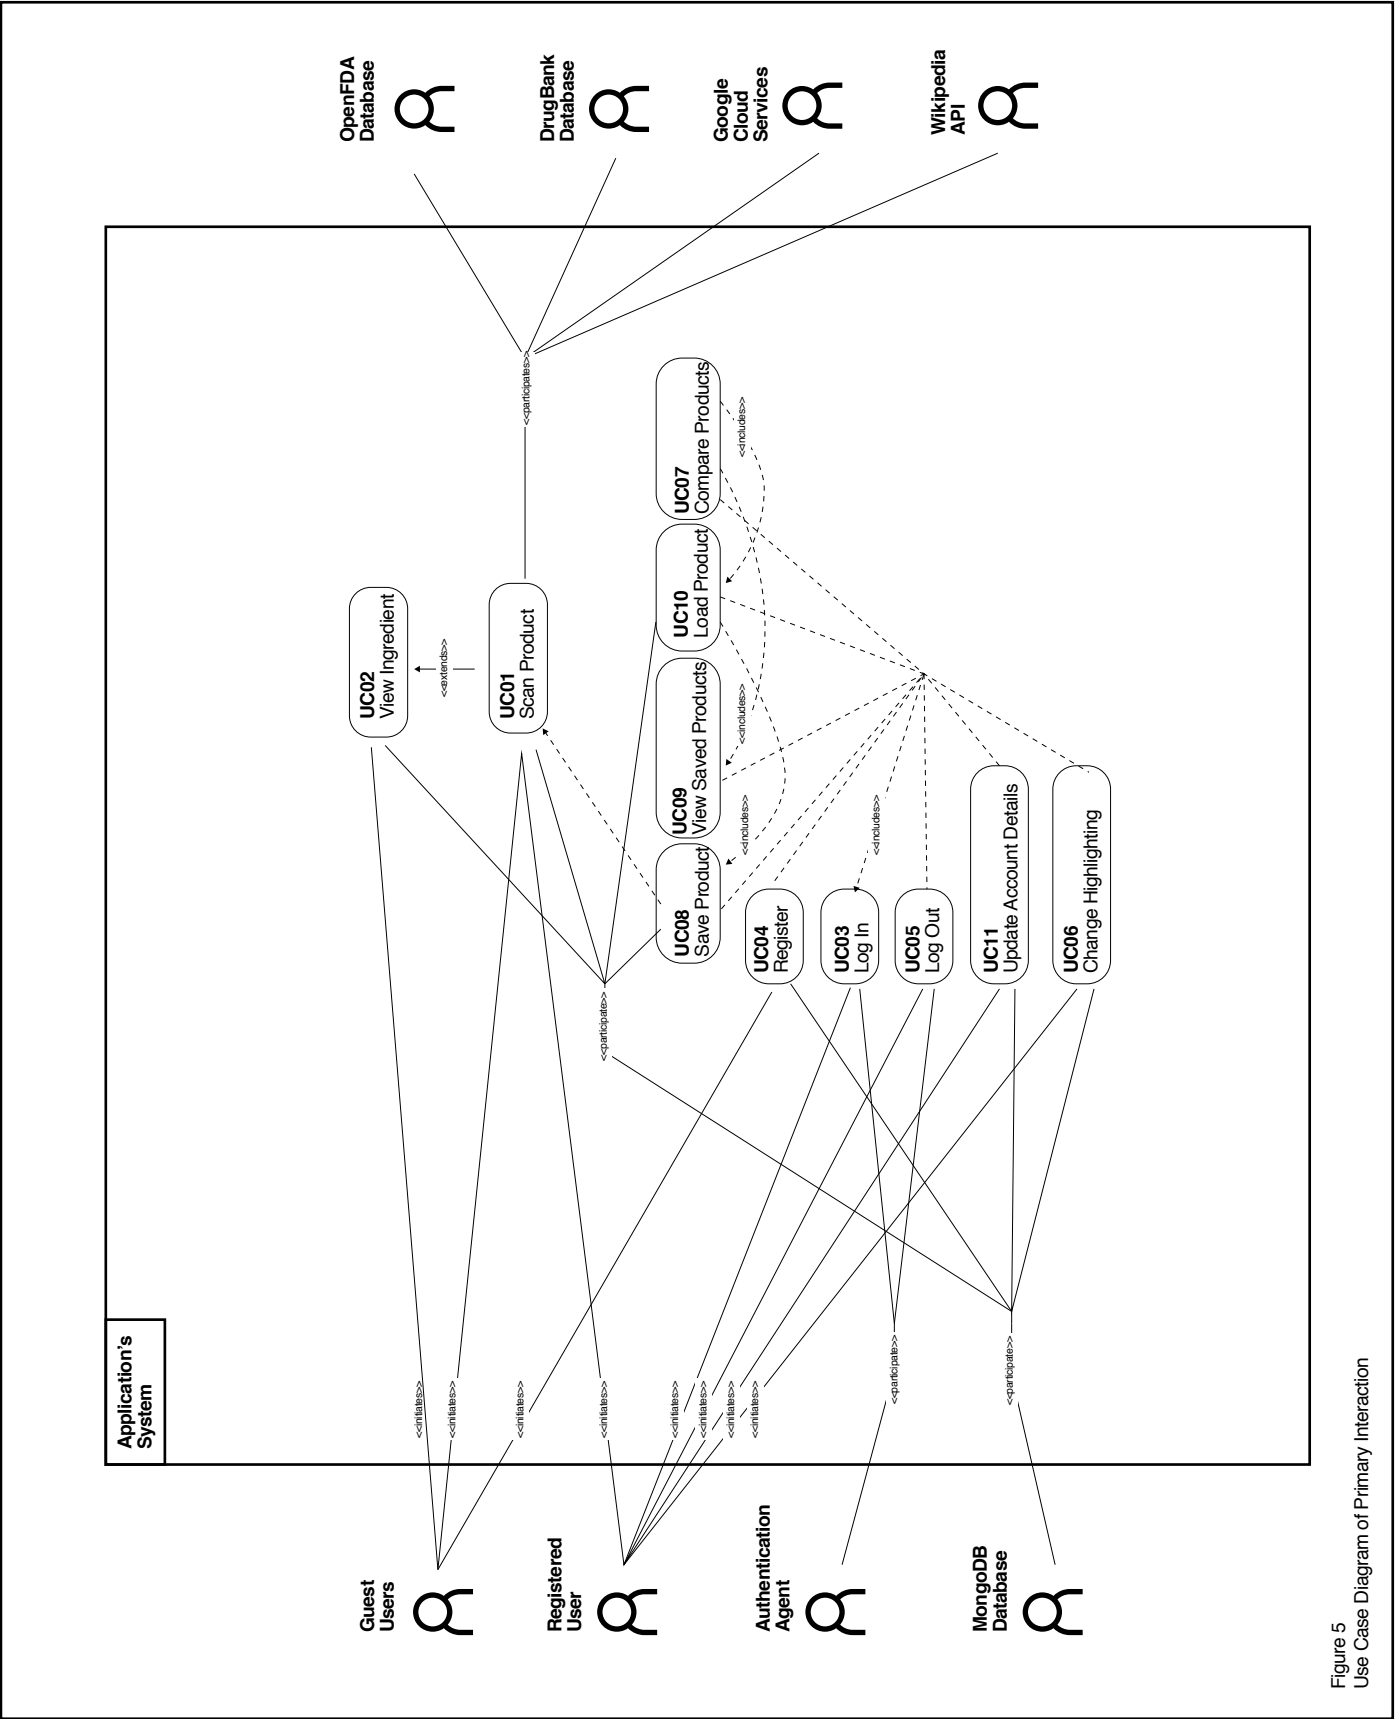 Application's
System
Guest
Users
Registered
User
Authentication
Agent
MongoDB
Database
<<initiates>>
<<initiates>>
<<initiates>>
<<initiates>>
<<initiates>>
<<initiates>>
<<initiates>>
<<initiates>>
<<participate>>
<<participate>>
<<participate>>
UC02
View Ingredient
<<extends>>
UC01
Scan Product
UC08
Save Product
UC09
View Saved Products
UC10
Load Product
UC07
Compare Products
<<includes>>
<<includes>>
<<includes>>
UC04
Register
UC03
Log In
<<includes>>
UC05
Log Out
UC11
Update Account Details
UC06
Change Highlighting
<<participates>>
OpenFDA
Database
DrugBank
Database
Google
Cloud
Services
Wikipedia
API
Figure 5
Use Case Diagram of Primary Interaction